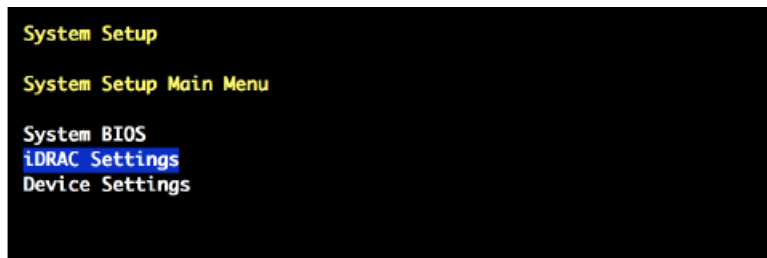 System Setup
System Setup Main Menu
System BIOS
iDRAC Settings
Device Settings